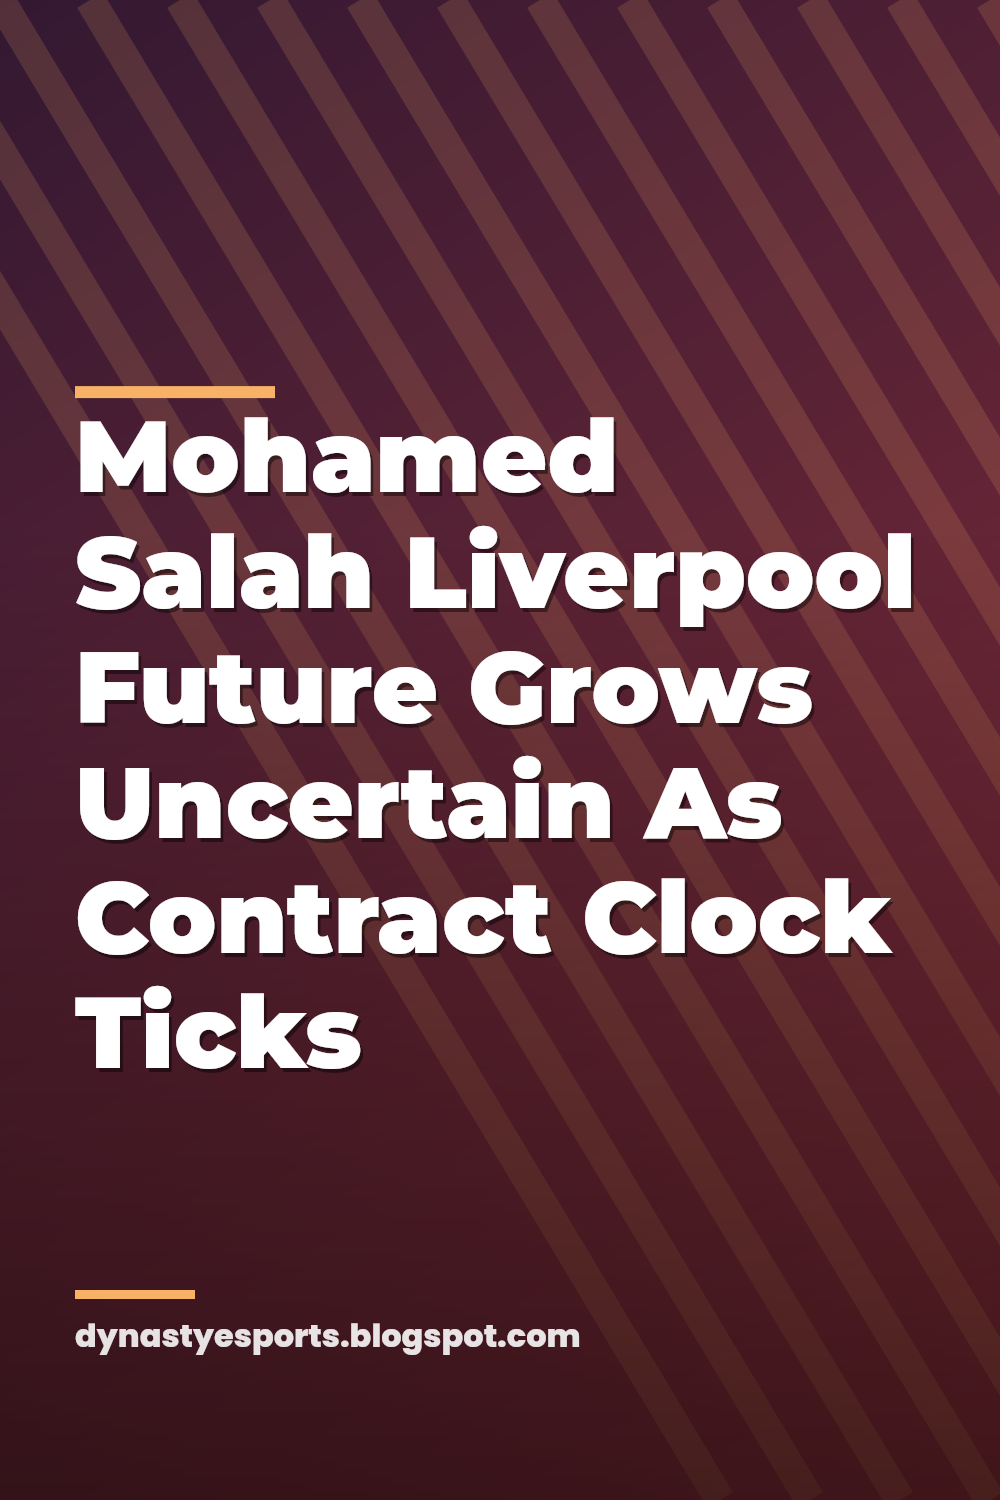 Mohamed
Salah Liverpool
Future Grows
Uncertain As
Contract Clock
Ticks
dynastyesports.blogspot.com